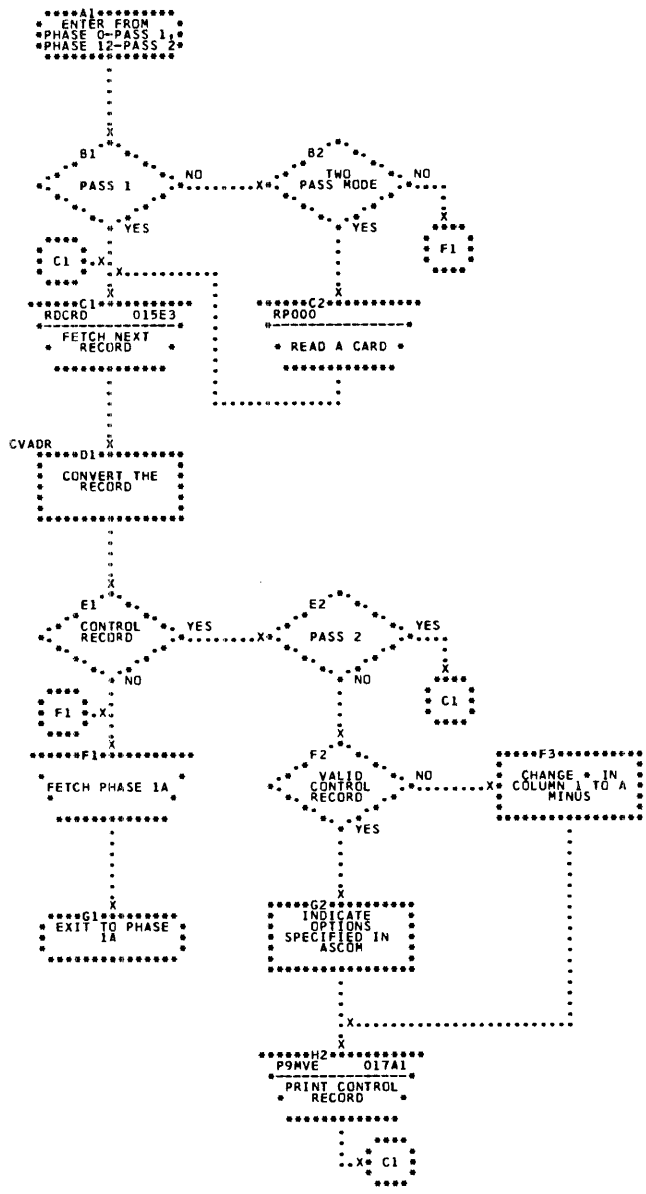 A1
ENTER FROM
PHASE 0-PASS 1,
PHASE 12-PASS 2
X
B1
PASS 1
NO
X
B2
TWO
PASS MODE
NO
X
F1
YES
YES
C1
X
X
X
X
C1
RDCRD 015E3
FETCH NEXT
RECORD
C2
RP000
READ A CARD
X
CVADR
D1
CONVERT THE
RECORD
X
E1
CONTROL
RECORD
YES
X
E2
PASS 2
YES
X
C1
NO
NO
F1
X
X
X
F1
FETCH PHASE 1A
F2
VALID
CONTROL
RECORD
NO
X
F3
CHANGE * IN
COLUMN 1 TO A
MINUS
YES
X
X
G1
EXIT TO PHASE
1A
G2
INDICATE
OPTIONS
SPECIFIED IN
ASCOM
X
X
H2
P9MVE 017A1
PRINT CONTROL
RECORD
X
C1